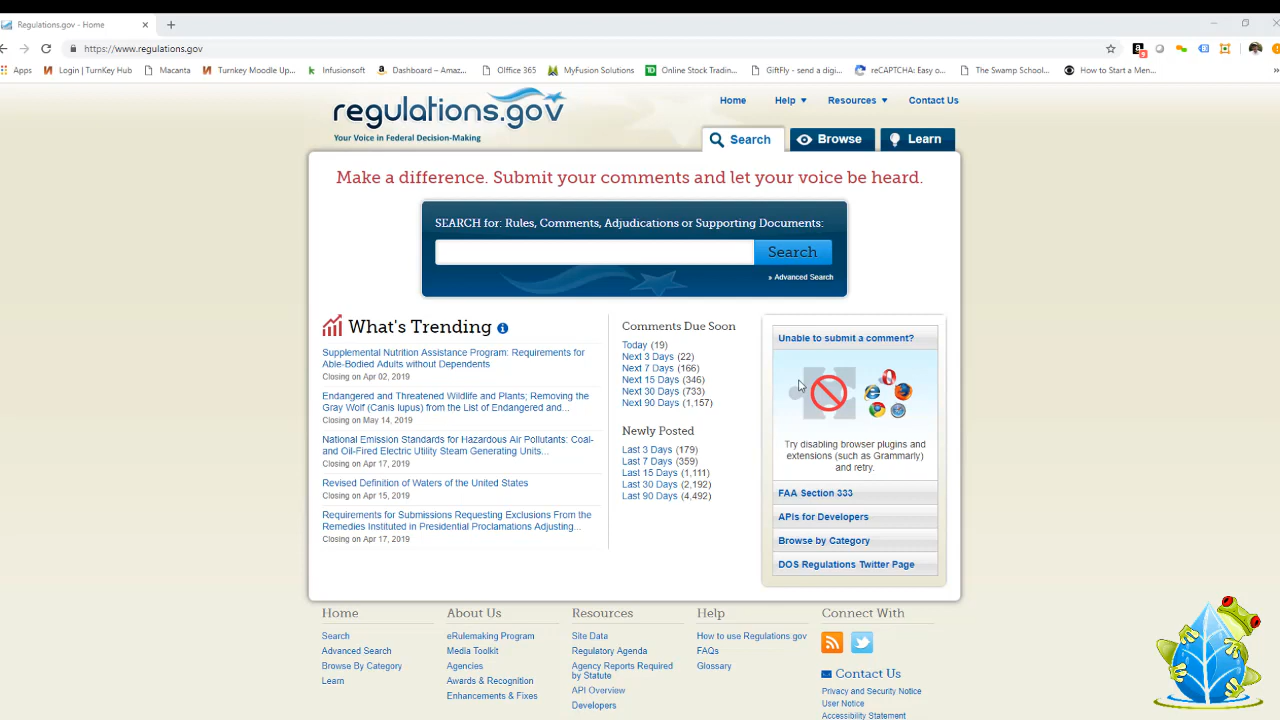 Regulations.gov - Home
https://www.regulations.gov
Apps
Login | TurnKey Hub
Macanta
Turnkey Moodle Up...
Infusionsoft
Dashboard – Amaz...
Office 365
MyFusion Solutions
Online Stock Tradin...
GiftFly - send a digi...
reCAPTCHA: Easy o...
The Swamp School...
How to Start a Men...
»
regulations.gov
Your Voice in Federal Decision-Making
Home
Help
Resources
Contact Us
Search
Browse
Learn
Make a difference. Submit your comments and let your voice be heard.
SEARCH for: Rules, Comments, Adjudications or Supporting Documents:
Search
» Advanced Search
What's Trending
Supplemental Nutrition Assistance Program: Requirements for
Able-Bodied Adults without Dependents
Closing on Apr 02, 2019
Endangered and Threatened Wildlife and Plants; Removing the
Gray Wolf (Canis lupus) from the List of Endangered and...
Closing on May 14, 2019
National Emission Standards for Hazardous Air Pollutants: Coal-
and Oil-Fired Electric Utility Steam Generating Units...
Closing on Apr 17, 2019
Revised Definition of Waters of the United States
Closing on Apr 15, 2019
Requirements for Submissions Requesting Exclusions From the
Remedies Instituted in Presidential Proclamations Adjusting...
Closing on Apr 17, 2019
Comments Due Soon
Today (19)
Next 3 Days (22)
Next 7 Days (166)
Next 15 Days (346)
Next 30 Days (733)
Next 90 Days (1,157)
Newly Posted
Last 3 Days (179)
Last 7 Days (359)
Last 15 Days (1,111)
Last 30 Days (2,192)
Last 90 Days (4,492)
Unable to submit a comment?
Try disabling browser plugins and
extensions (such as Grammarly)
and retry.
FAA Section 333
APIs for Developers
Browse by Category
DOS Regulations Twitter Page
Home
Search
Advanced Search
Browse By Category
Learn
About Us
eRulemaking Program
Media Toolkit
Agencies
Awards & Recognition
Enhancements & Fixes
Resources
Site Data
Regulatory Agenda
Agency Reports Required
by Statute
API Overview
Developers
Help
How to use Regulations.gov
FAQs
Glossary
Connect With
Contact Us
Privacy and Security Notice
User Notice
Accessibility Statement